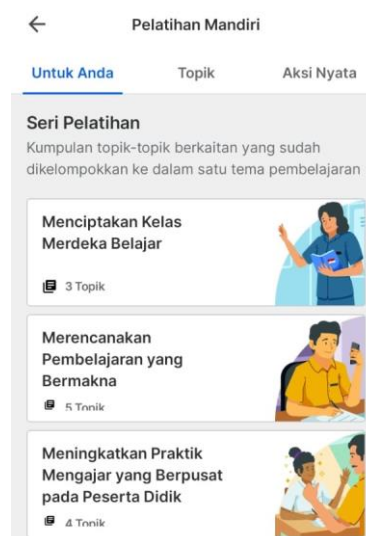 Pelatihan Mandiri
Untuk Anda Topik Aksi Nyata
Seri Pelatihan
Kumpulan topik-topik berkaitan yang sudah
dikelompokkan ke dalam satu tema pembelajaran
Menciptakan Kelas
Merdeka Belajar
3 Topik
Merencanakan
Pembelajaran yang
Bermakna
5 Topik
Meningkatkan Praktik
Mengajar yang Berpusat
pada Peserta Didik
4 Topik